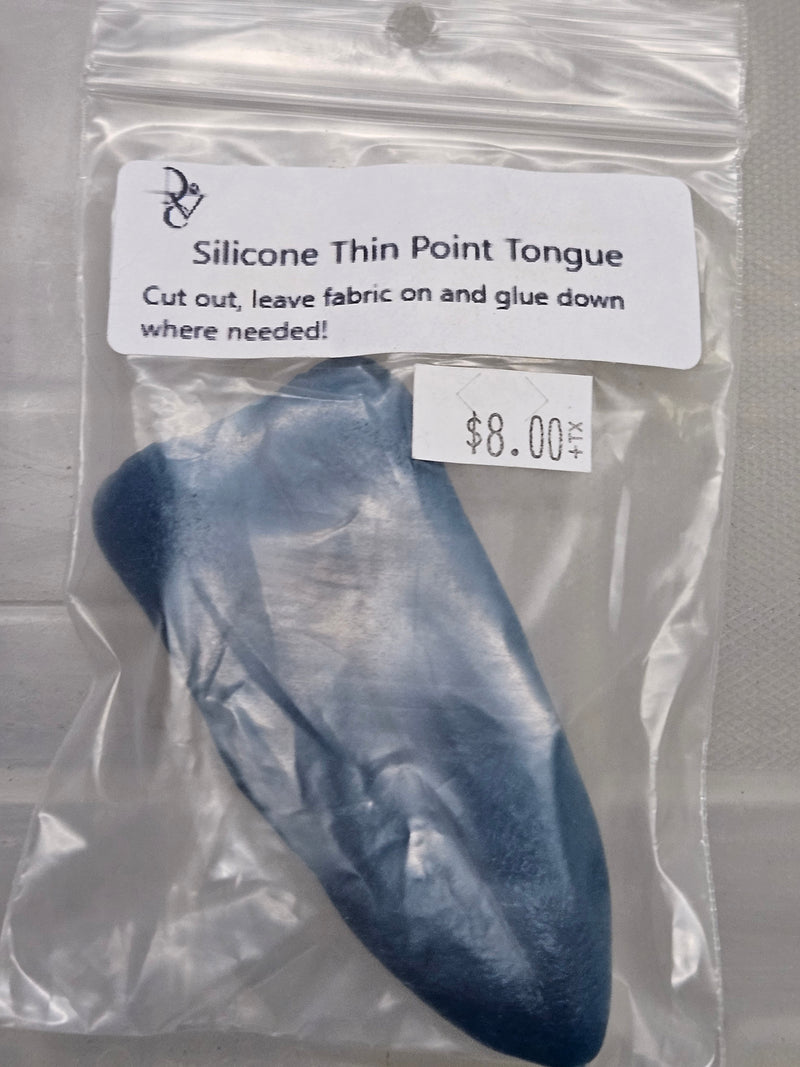 Silicone Thin Point Tongue
Cut out, leave fabric on and glue down
where needed!
$8.00+TX